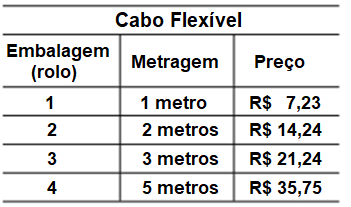 Cabo Flexível
Embalagem (rolo) Metragem Preço
1 1 metro R$ 7,23
2 2 metros R$ 14,24
3 3 metros R$ 21,24
4 5 metros R$ 35,75